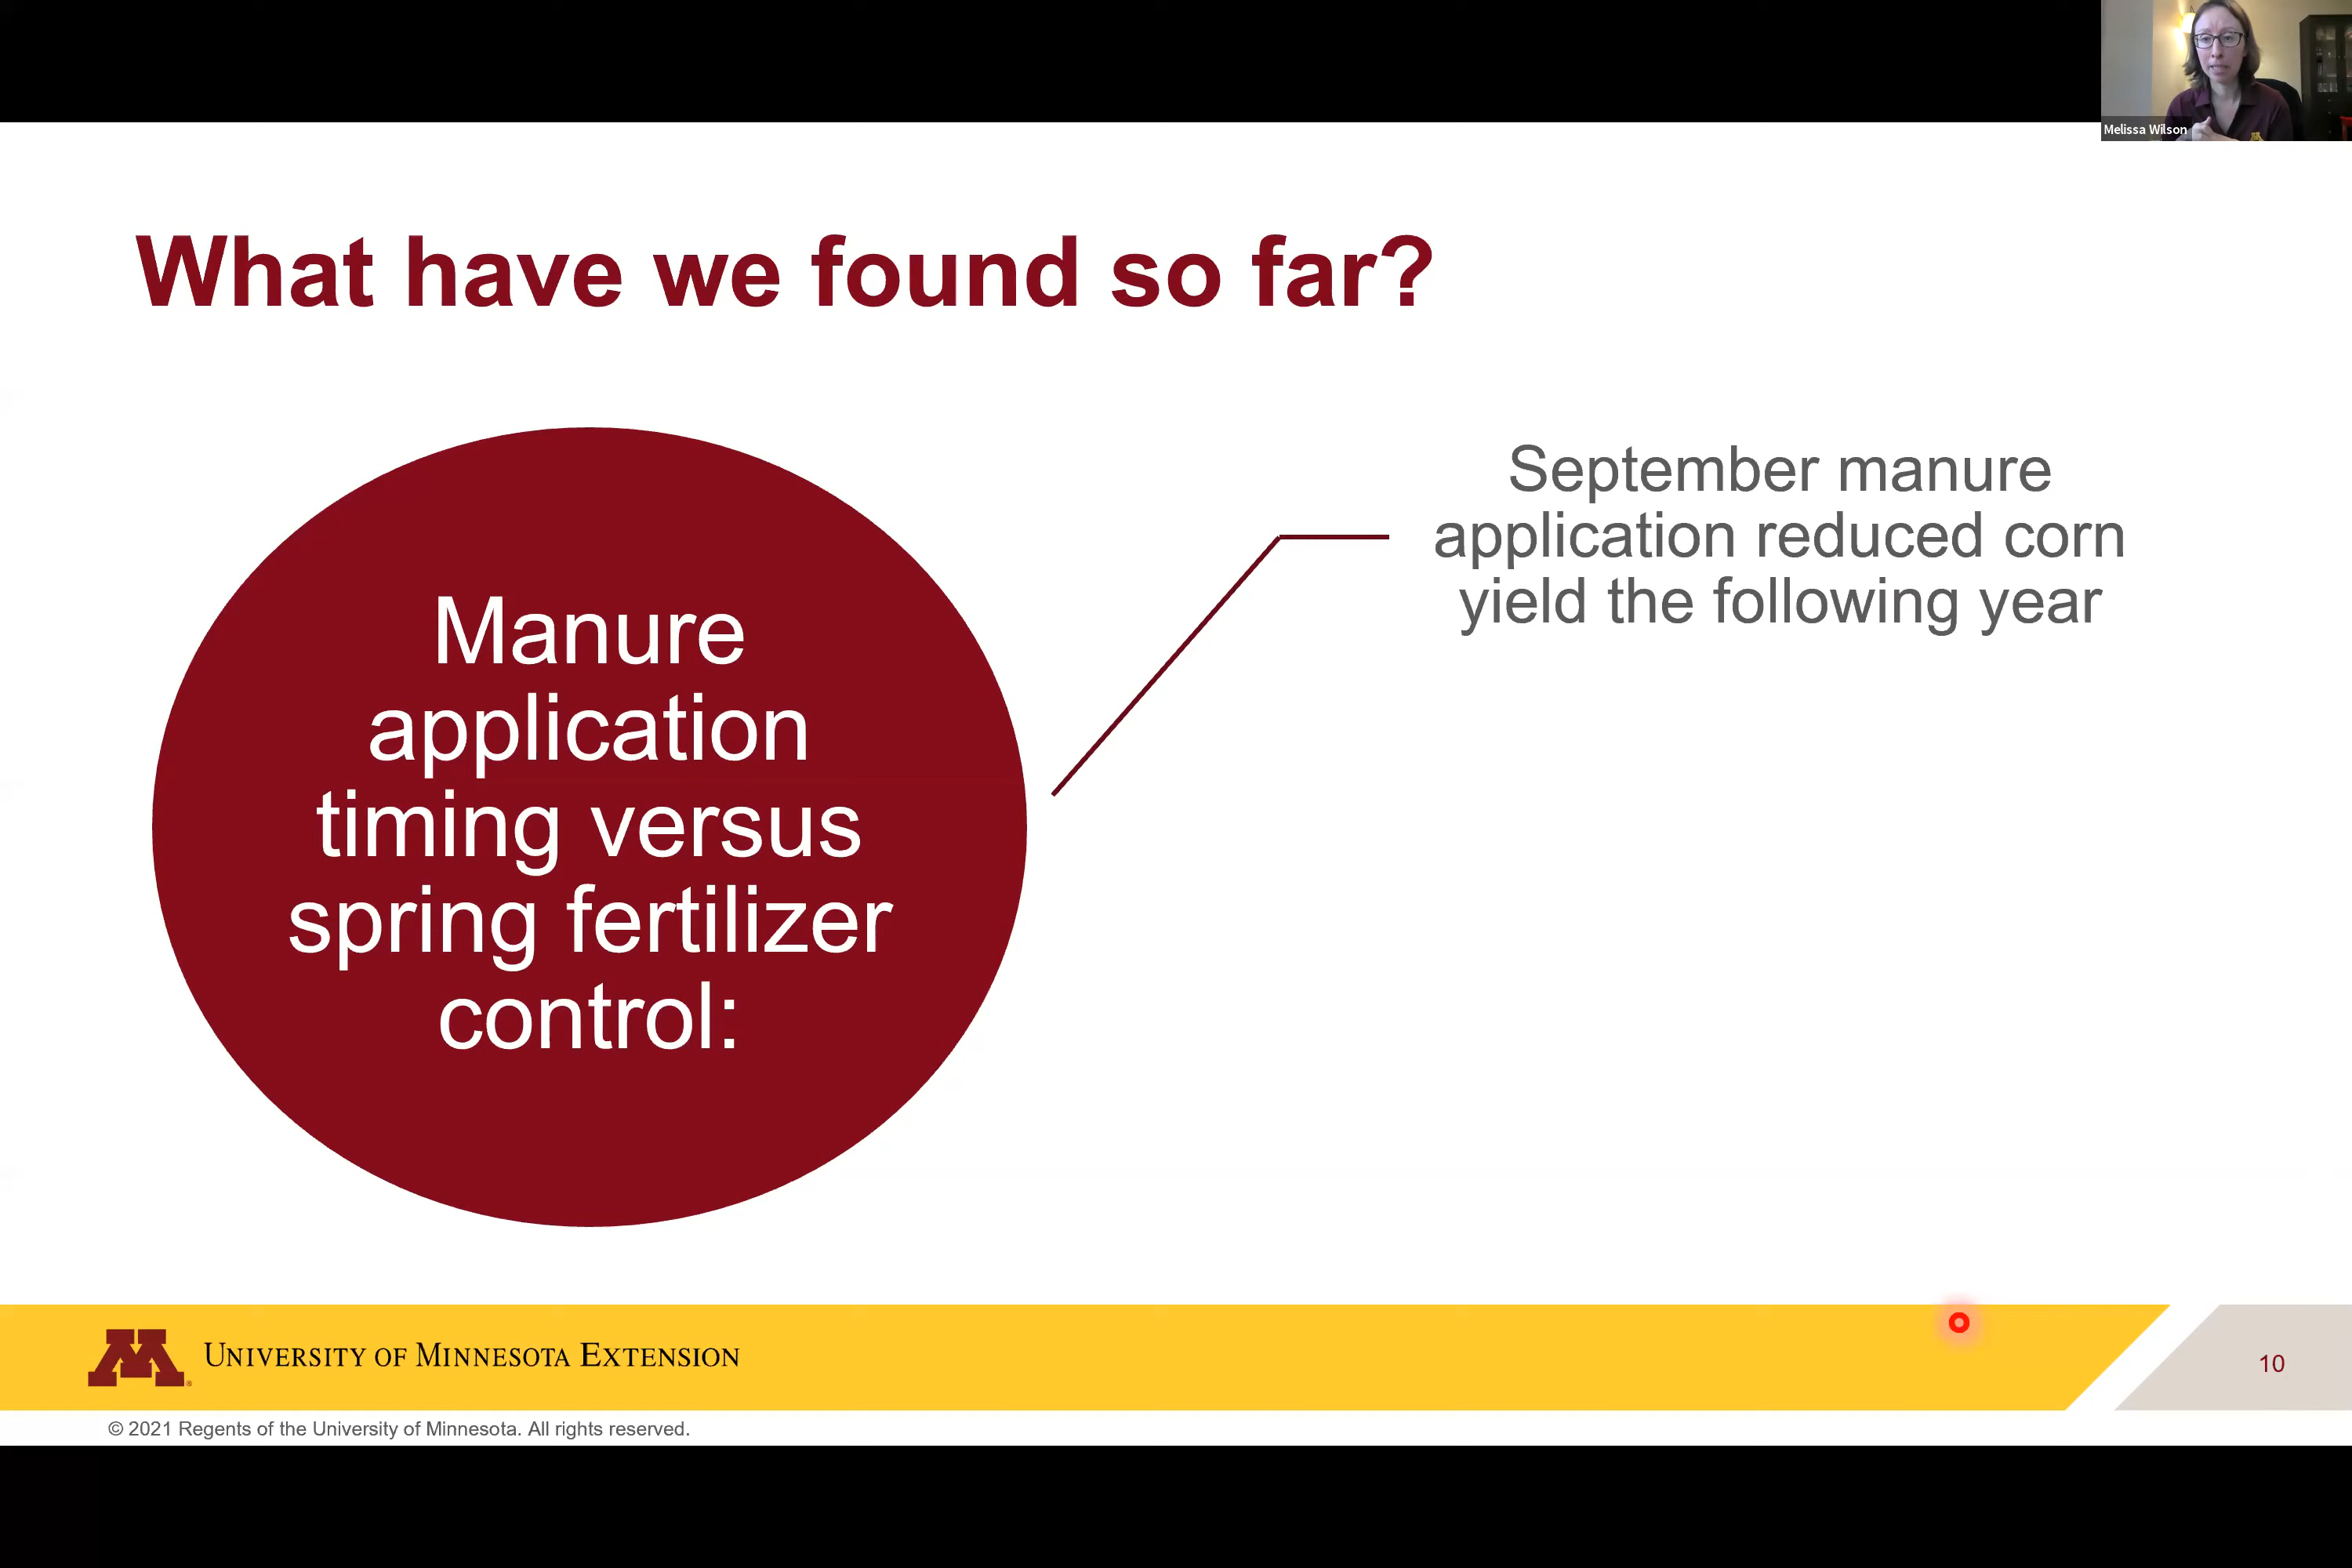 Melissa Wilson
What have we found so far?
Manure
application
timing versus
spring fertilizer
control:
September manure
application reduced corn
yield the following year
M
UNIVERSITY OF MINNESOTA EXTENSION
10
© 2021 Regents of the University of Minnesota. All rights reserved.